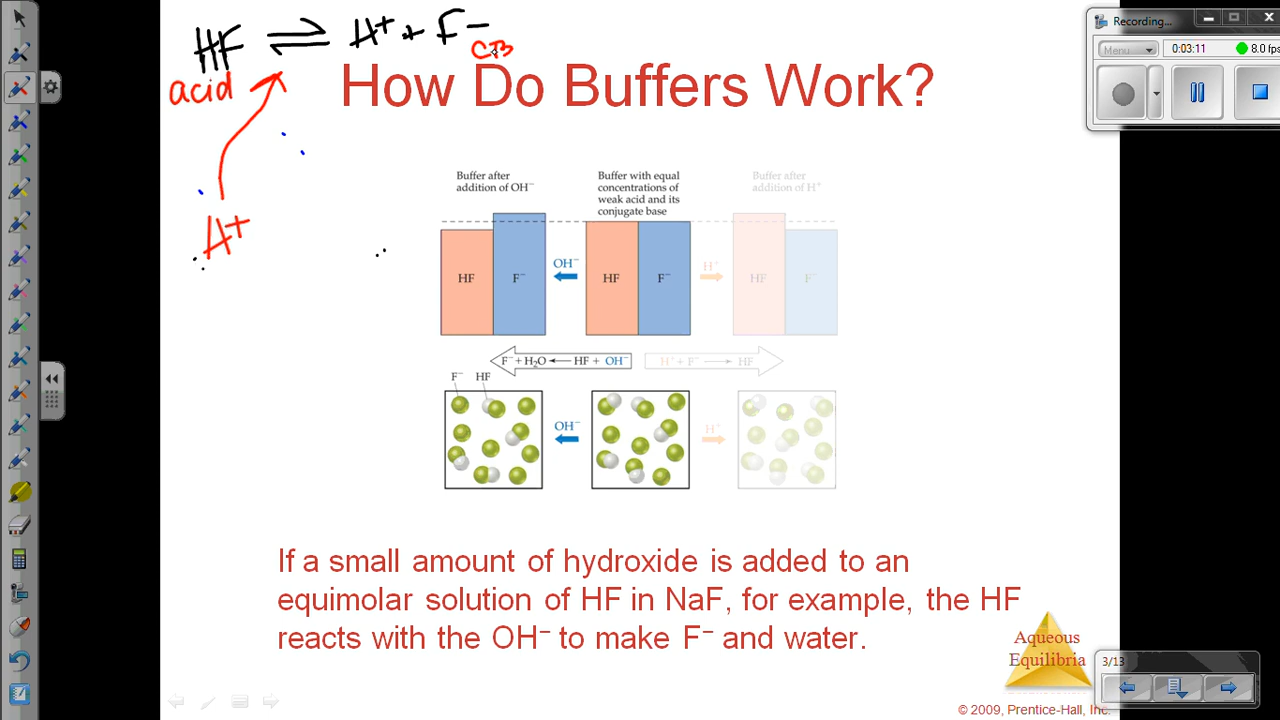 HF ⇌ H+ + F−
acid
CB
H+
How Do Buffers Work?
Buffer after
addition of OH−
Buffer with equal
concentrations of
weak acid and its
conjugate base
Buffer after
addition of H+
HF F− OH− HF F− H+ HF F−
F− + H2O ← HF + OH−
H+ + F− → HF
F− HF
OH− H+
If a small amount of hydroxide is added to an
equimolar solution of HF in NaF, for example, the HF
reacts with the OH− to make F− and water.
Aqueous
Equilibria
© 2009, Prentice-Hall, Inc.
Recording...
Menu
0:03:11 8.0 fps
3/13